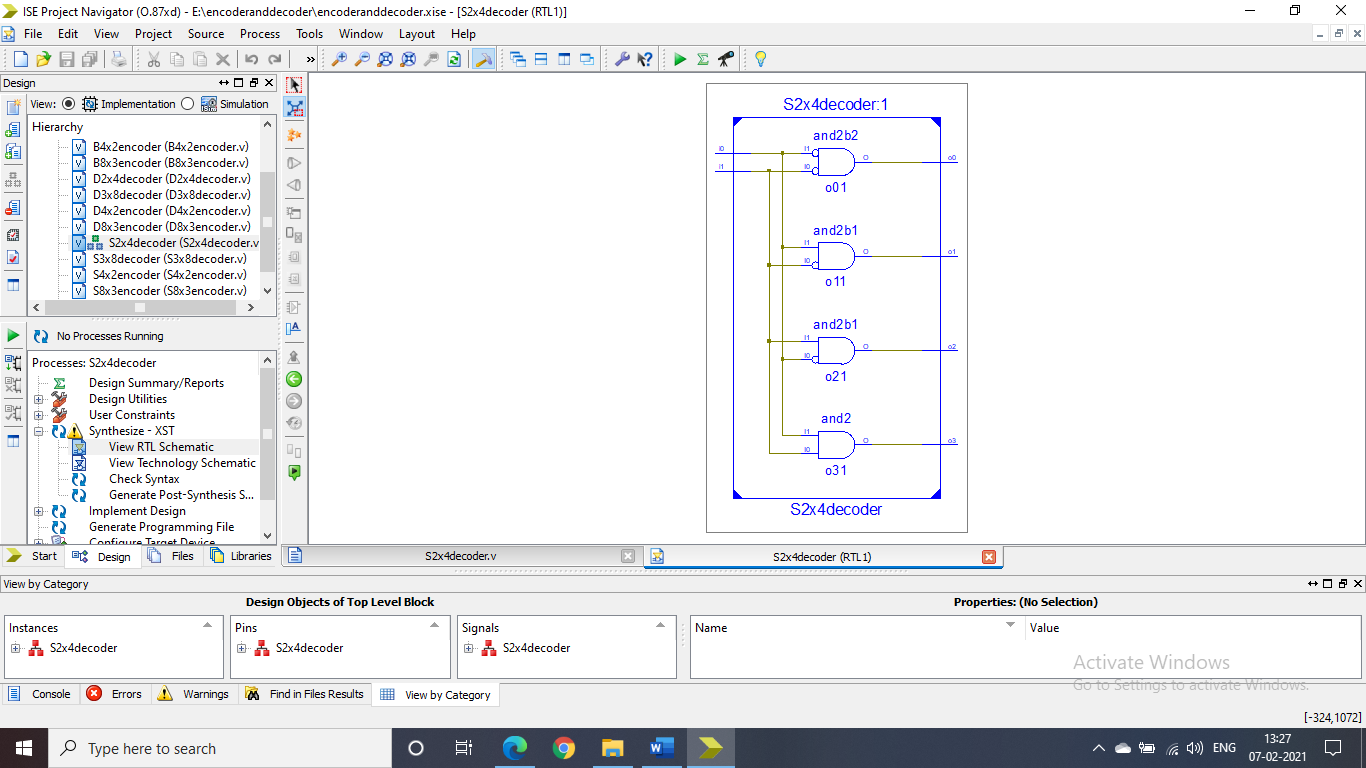 ISE Project Navigator (O.87xd) - E:\encoderanddecoder\encoderanddecoder.xise - [S2x4decoder (RTL1)]
File Edit View Project Source Process Tools Window Layout Help
Design
View: Implementation Simulation
Hierarchy
B4x2encoder (B4x2encoder.v)
B8x3encoder (B8x3encoder.v)
D2x4decoder (D2x4decoder.v)
D3x8decoder (D3x8decoder.v)
D4x2encoder (D4x2encoder.v)
D8x3encoder (D8x3encoder.v)
S2x4decoder (S2x4decoder.v
S3x8decoder (S3x8decoder.v)
S4x2encoder (S4x2encoder.v)
S8x3encoder (S8x3encoder.v)
No Processes Running
Processes: S2x4decoder
Design Summary/Reports
Design Utilities
User Constraints
Synthesize - XST
View RTL Schematic
View Technology Schematic
Check Syntax
Generate Post-Synthesis S...
Implement Design
Generate Programming File
Configure Target Device
Start Design Files Libraries
S2x4decoder:1
and2b2
I0 I1 O o0
I1 I0
o01
and2b1
I1 O o1
I0
o11
and2b1
I1 O o2
I0
o21
and2
I1 O o3
I0
o31
S2x4decoder
S2x4decoder.v S2x4decoder (RTL1)
View by Category
Design Objects of Top Level Block Properties: (No Selection)
Instances Pins Signals Name Value
S2x4decoder S2x4decoder S2x4decoder
Activate Windows
Go to Settings to activate Windows.
Console Errors Warnings Find in Files Results View by Category
[-324,1072]
Type here to search
ENG
13:27
07-02-2021